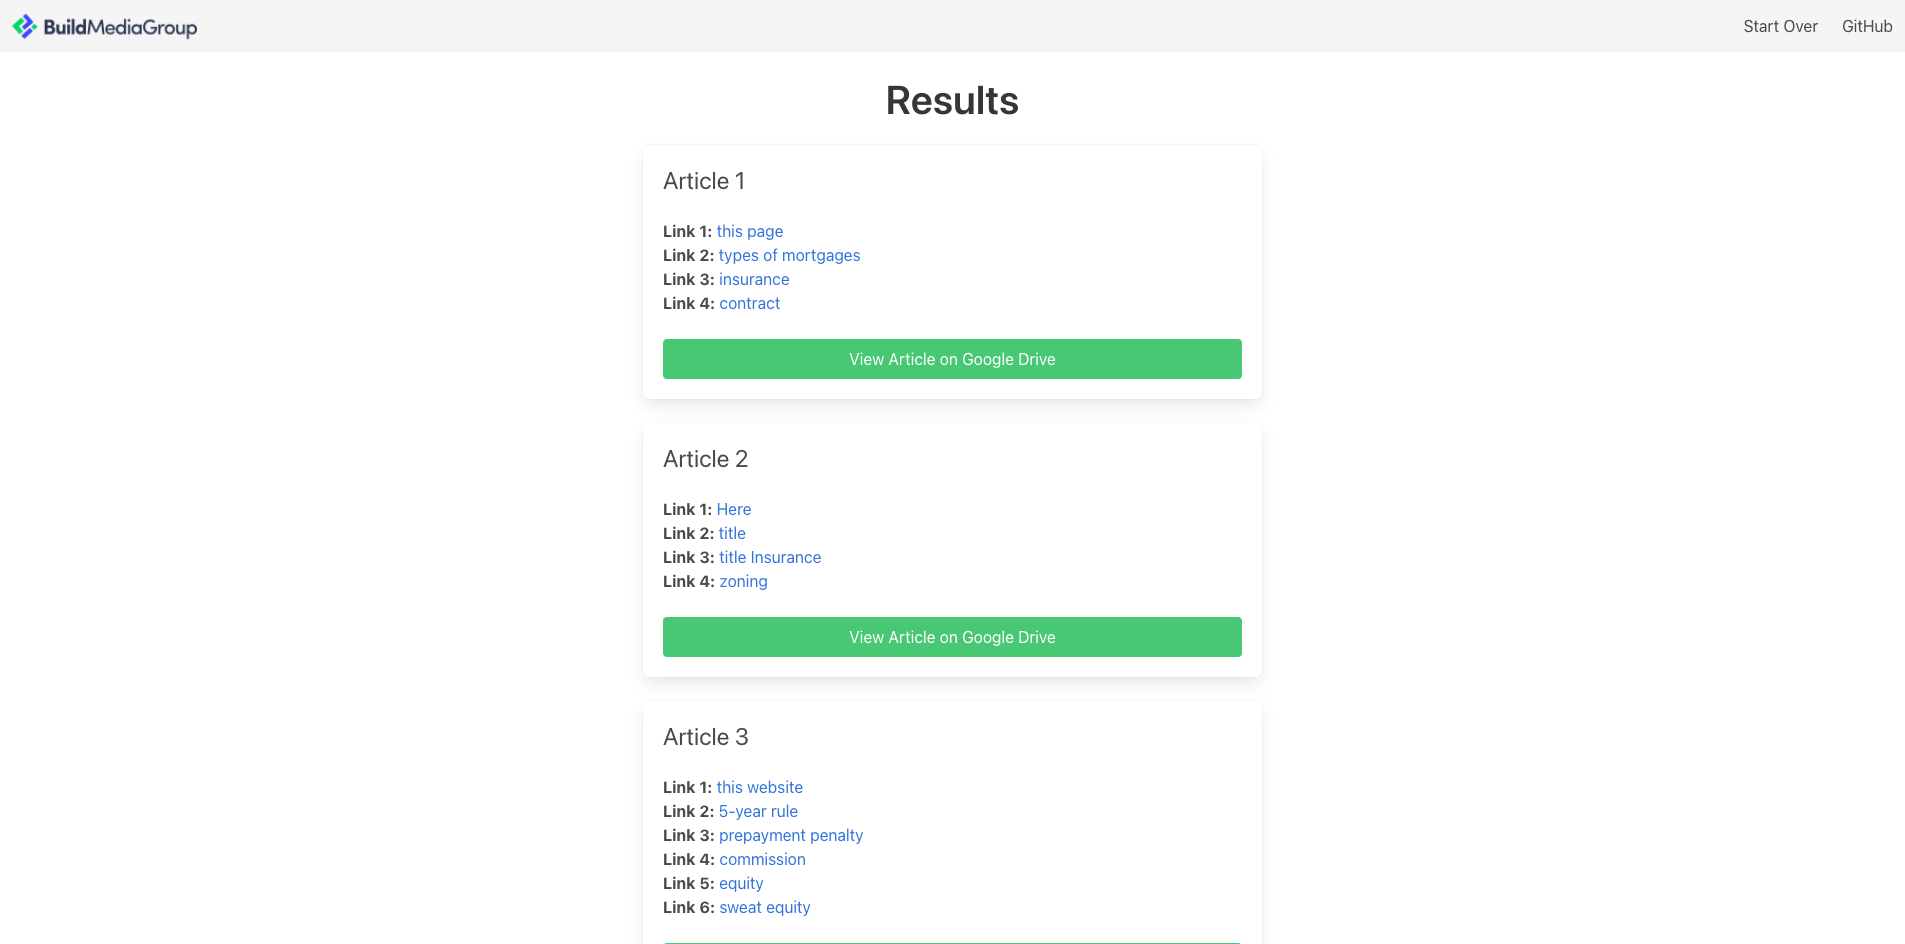 BuildMediaGroup
Start Over
GitHub
Results
Article 1
Link 1: this page
Link 2: types of mortgages
Link 3: insurance
Link 4: contract
View Article on Google Drive
Article 2
Link 1: Here
Link 2: title
Link 3: title Insurance
Link 4: zoning
View Article on Google Drive
Article 3
Link 1: this website
Link 2: 5-year rule
Link 3: prepayment penalty
Link 4: commission
Link 5: equity
Link 6: sweat equity